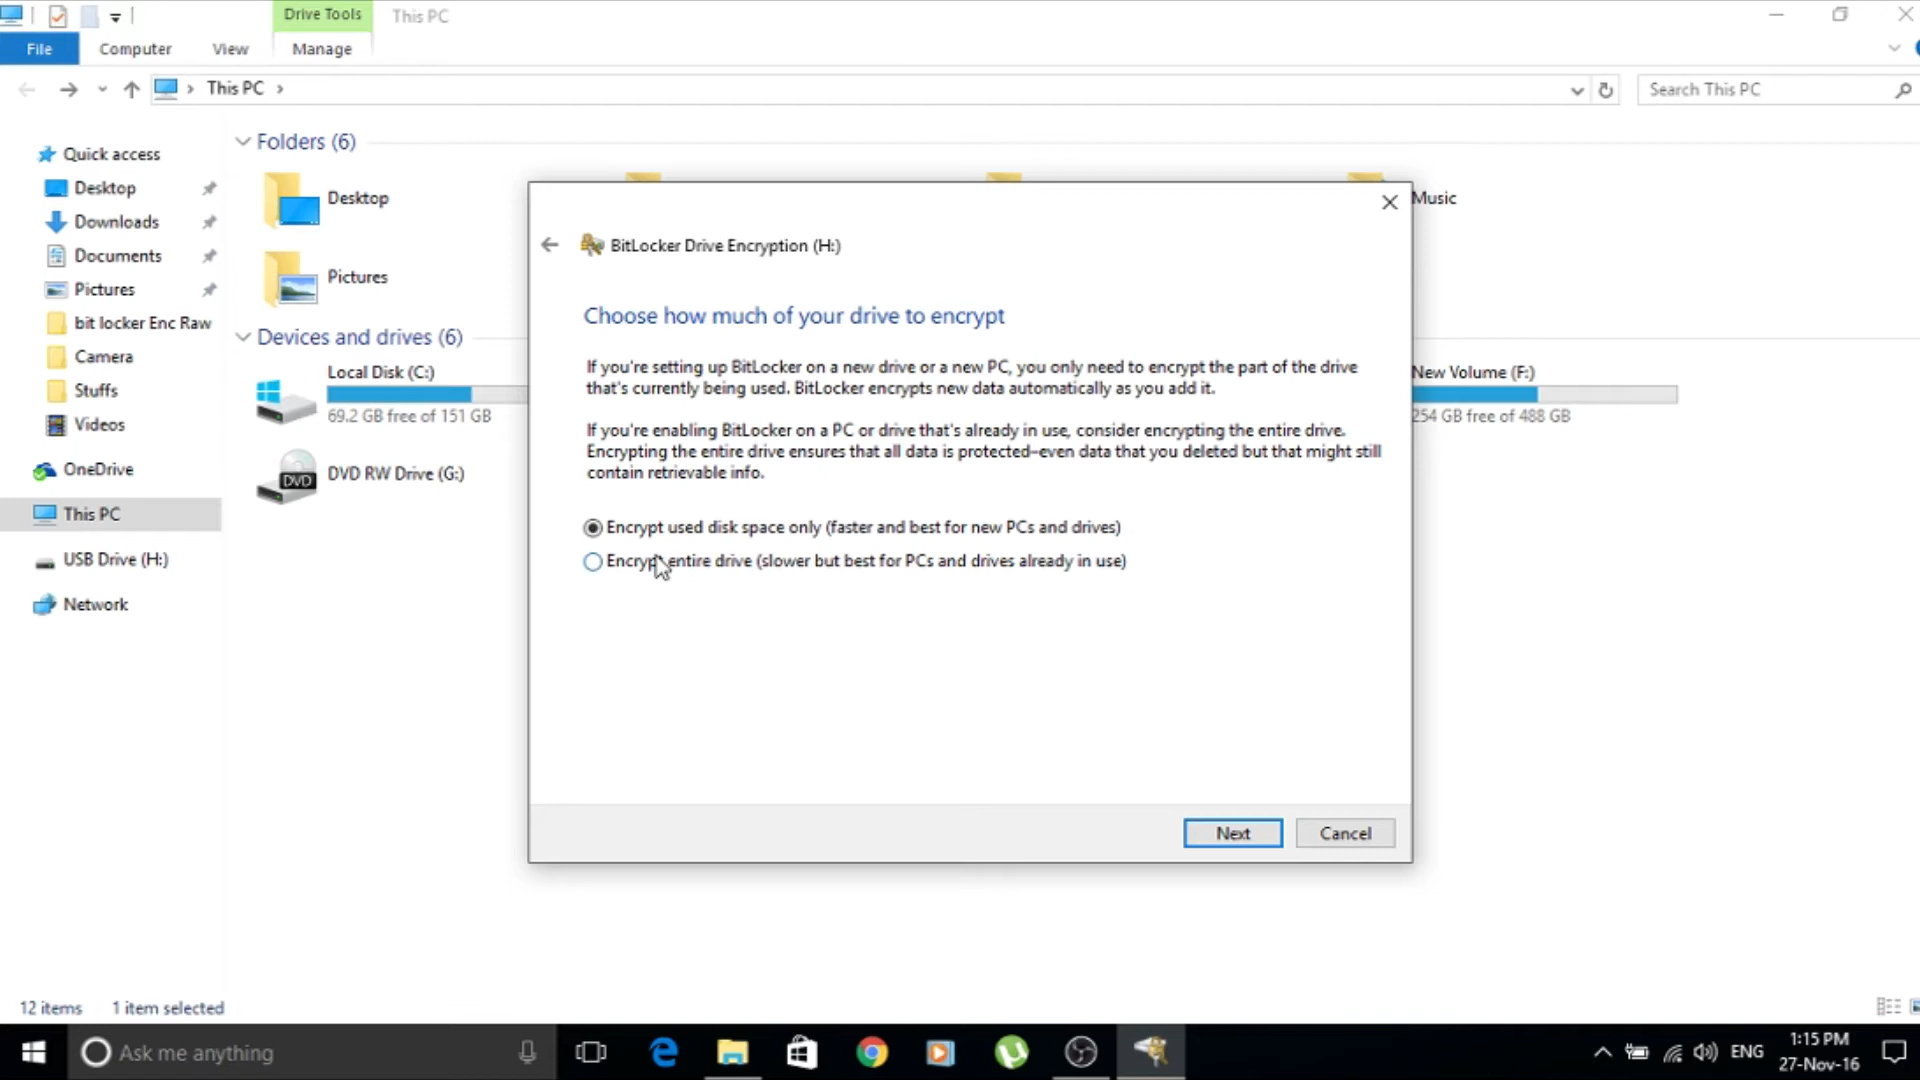 Drive Tools
This PC
File
Computer
View
Manage
This PC
Search This PC
Quick access
Desktop
Downloads
Documents
Pictures
bit locker Enc Raw
Camera
Stuffs
Videos
OneDrive
This PC
USB Drive (H:)
Network
Folders (6)
Desktop
Music
Pictures
Devices and drives (6)
Local Disk (C:)
69.2 GB free of 151 GB
New Volume (F:)
254 GB free of 488 GB
DVD
DVD RW Drive (G:)
BitLocker Drive Encryption (H:)
Choose how much of your drive to encrypt
If you're setting up BitLocker on a new drive or a new PC, you only need to encrypt the part of the drive
that's currently being used. BitLocker encrypts new data automatically as you add it.
If you're enabling BitLocker on a PC or drive that's already in use, consider encrypting the entire drive.
Encrypting the entire drive ensures that all data is protected–even data that you deleted but that might still
contain retrievable info.
Encrypt used disk space only (faster and best for new PCs and drives)
Encrypt entire drive (slower but best for PCs and drives already in use)
Next
Cancel
12 items
1 item selected
Ask me anything
ENG
1:15 PM
27-Nov-16